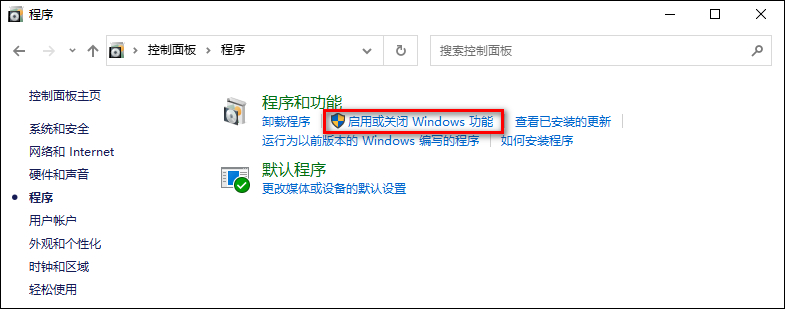 程序
控制面板 程序
搜索控制面板
控制面板主页
系统和安全
网络和 Internet
硬件和声音
程序
用户帐户
外观和个性化
时钟和区域
轻松使用
程序和功能
卸载程序 启用或关闭 Windows 功能 查看已安装的更新
运行为以前版本的 Windows 编写的程序 如何安装程序
默认程序
更改媒体或设备的默认设置